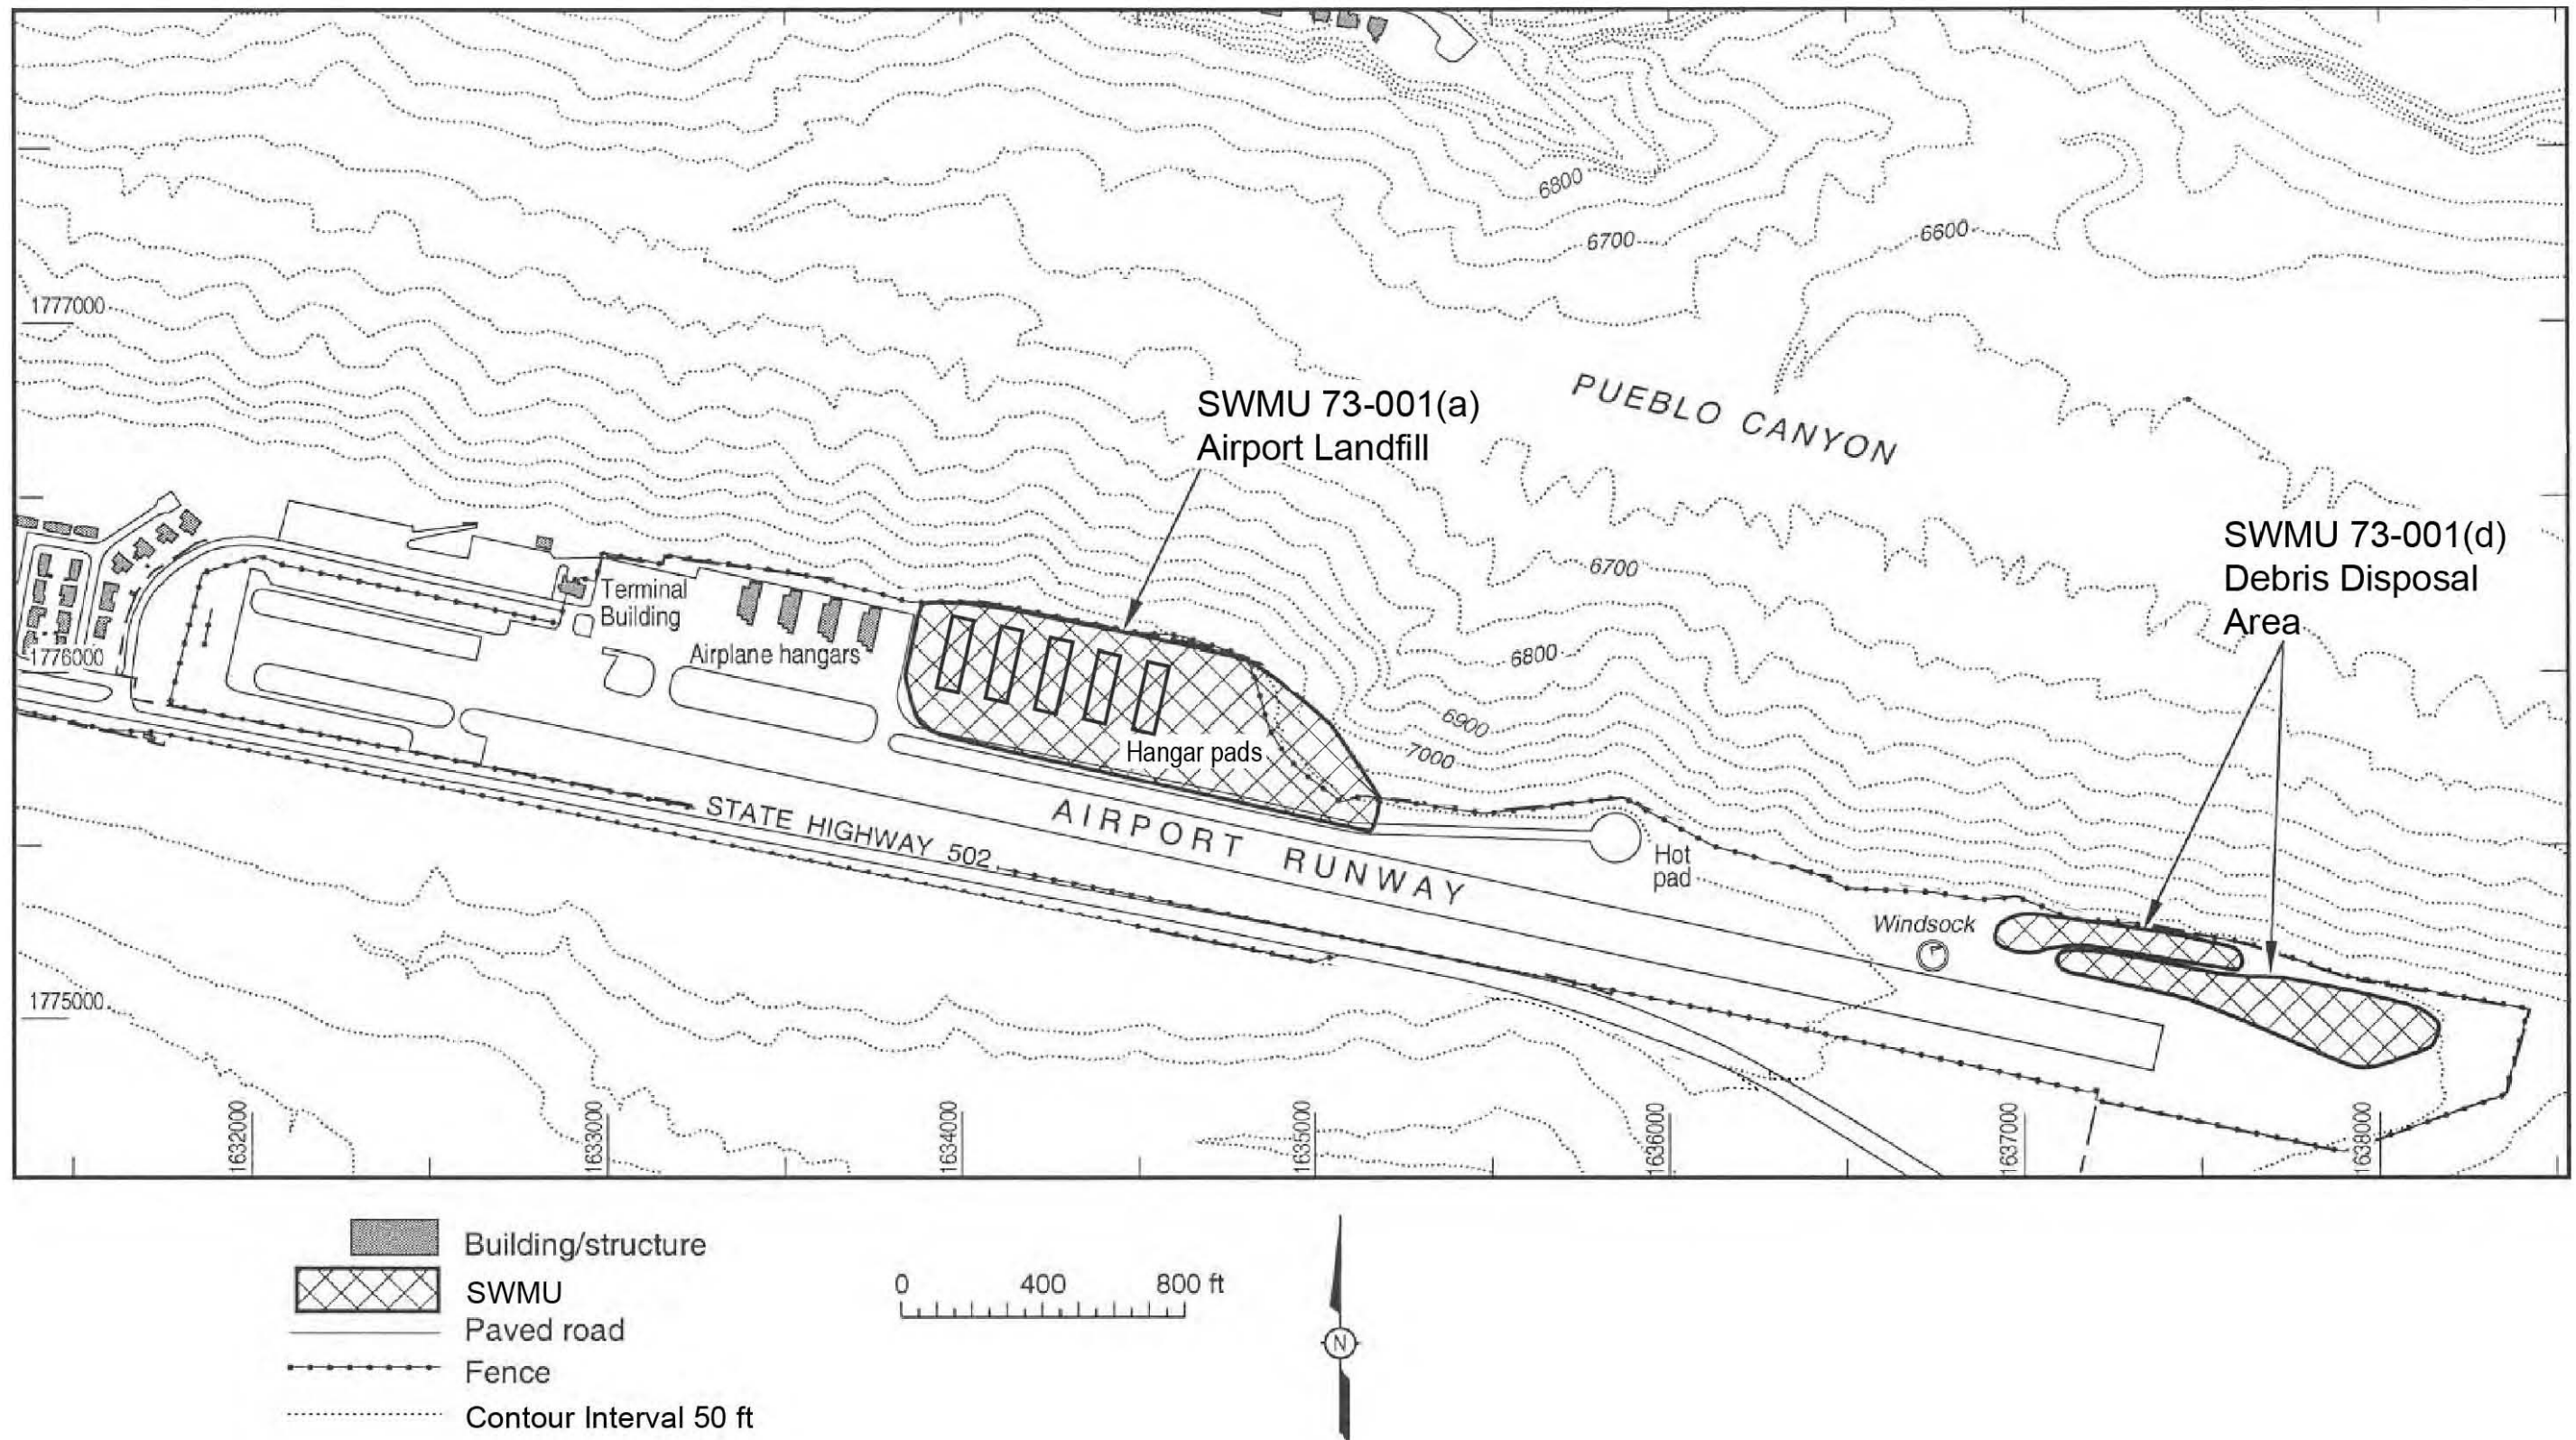 6800
6700
6600
1777000
PUEBLO CANYON
SWMU 73-001(a)
Airport Landfill
SWMU 73-001(d)
Debris Disposal
Area
6700
6800
6900
7000
Terminal
Building
Airplane hangars
1776000
Hangar pads
STATE HIGHWAY 502
AIRPORT RUNWAY
Hot
pad
Windsock
1775000
1632000
1633000
1634000
1635000
1636000
1637000
1638000
Building/structure
SWMU
Paved road
Fence
Contour Interval 50 ft
0 400 800 ft
N